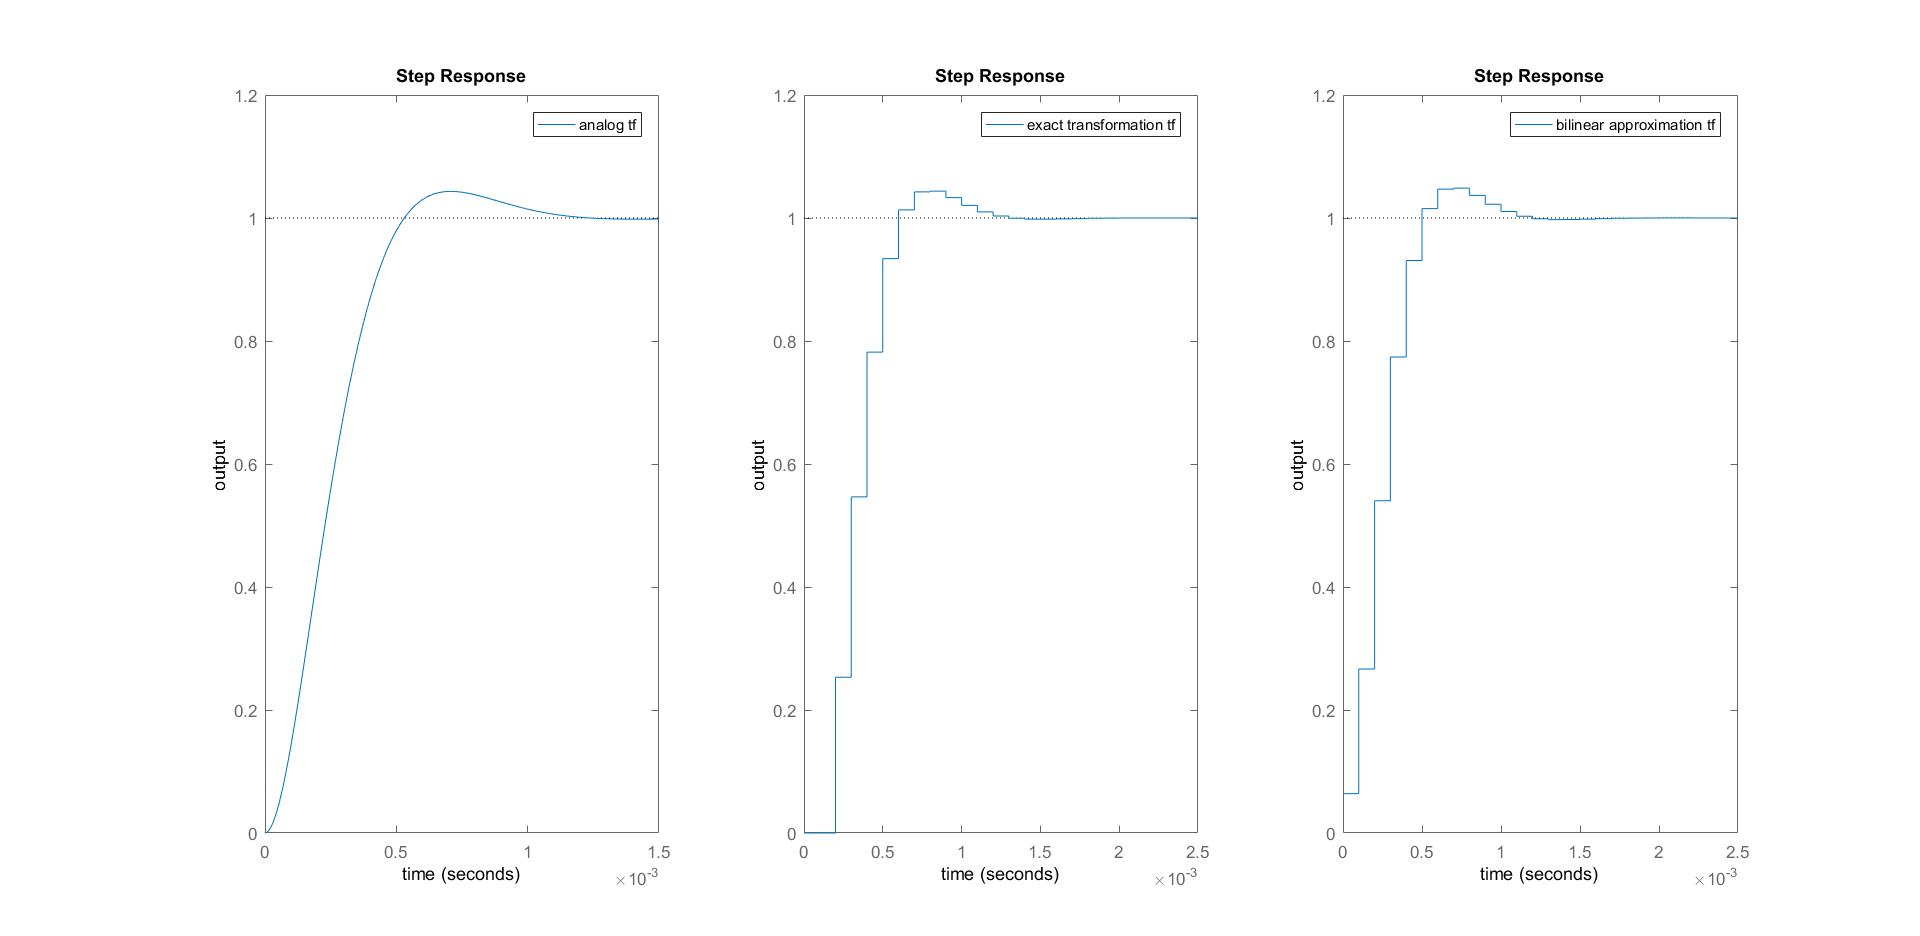 Step Response
analog tf
1.2
1
0.8
0.6
0.4
0.2
0
output
0 0.5 1 1.5
time (seconds)
×10-3
Step Response
exact transformation tf
1.2
1
0.8
0.6
0.4
0.2
0
output
0 0.5 1 1.5 2 2.5
time (seconds)
×10-3
Step Response
bilinear approximation tf
1.2
1
0.8
0.6
0.4
0.2
0
output
0 0.5 1 1.5 2 2.5
time (seconds)
×10-3